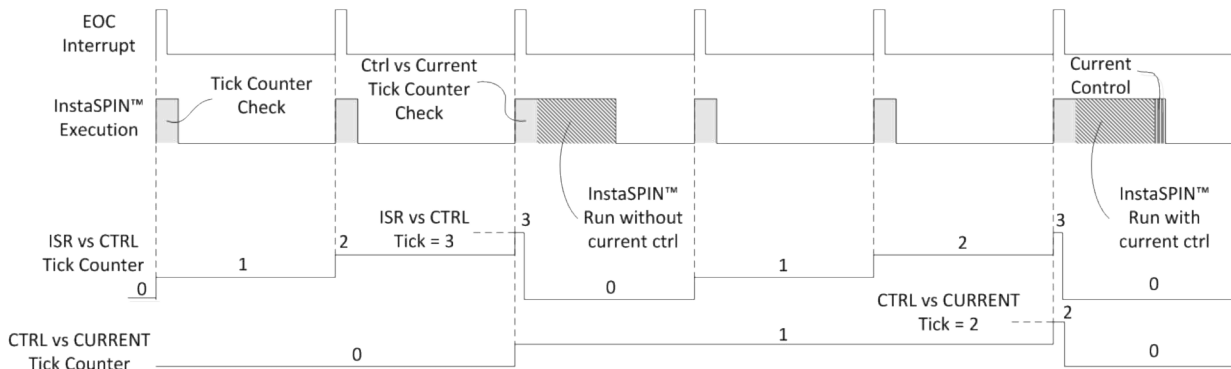 EOC
Interrupt
InstaSPIN™
Execution
Tick Counter
Check
Ctrl vs Current
Tick Counter
Check
Current
Control
InstaSPIN™
Run without
current ctrl
InstaSPIN™
Run with
current ctrl
ISR vs CTRL
Tick Counter
0
1
2
ISR vs CTRL
Tick = 3
3
0
1
2
3
0
CTRL vs CURRENT
Tick Counter
0
1
CTRL vs CURRENT
Tick = 2
2
0